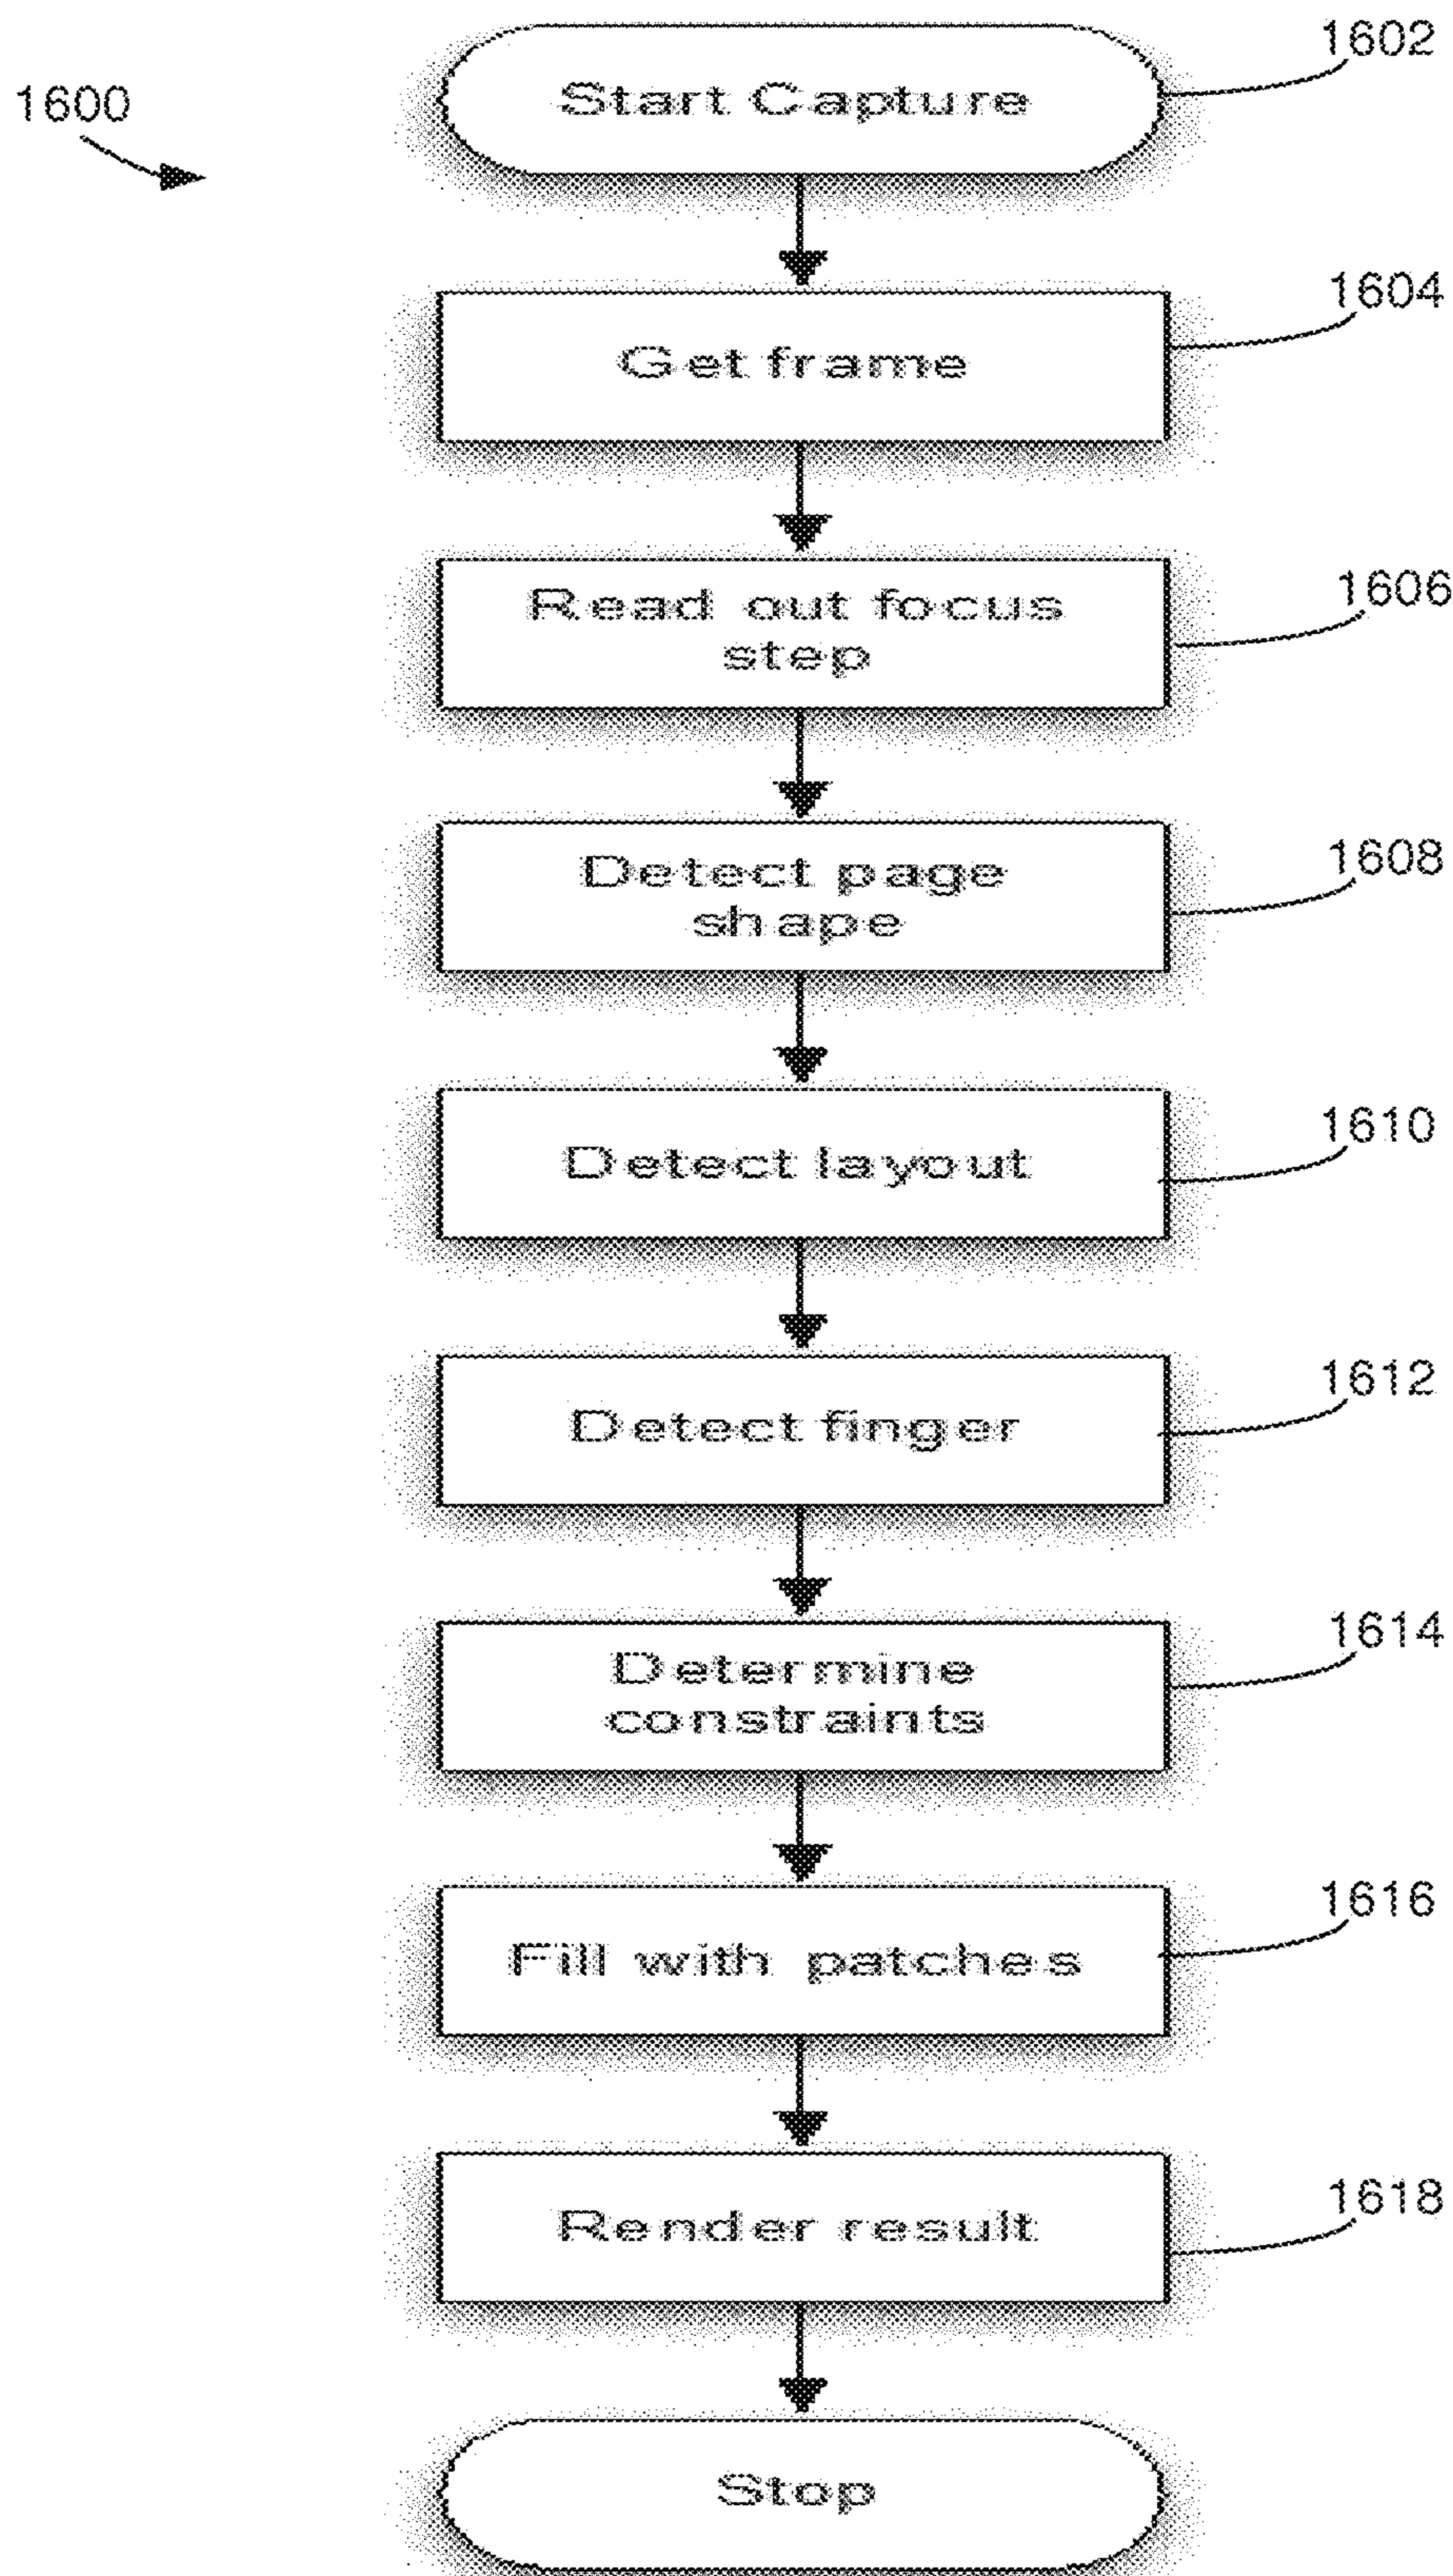 1600
Start Capture
1602
Get frame
1604
Read out focus
step
1606
Detect page
shape
1608
Detect layout
1610
Detect finger
1612
Determine
constraints
1614
Fill with patches
1616
Render result
1618
Stop